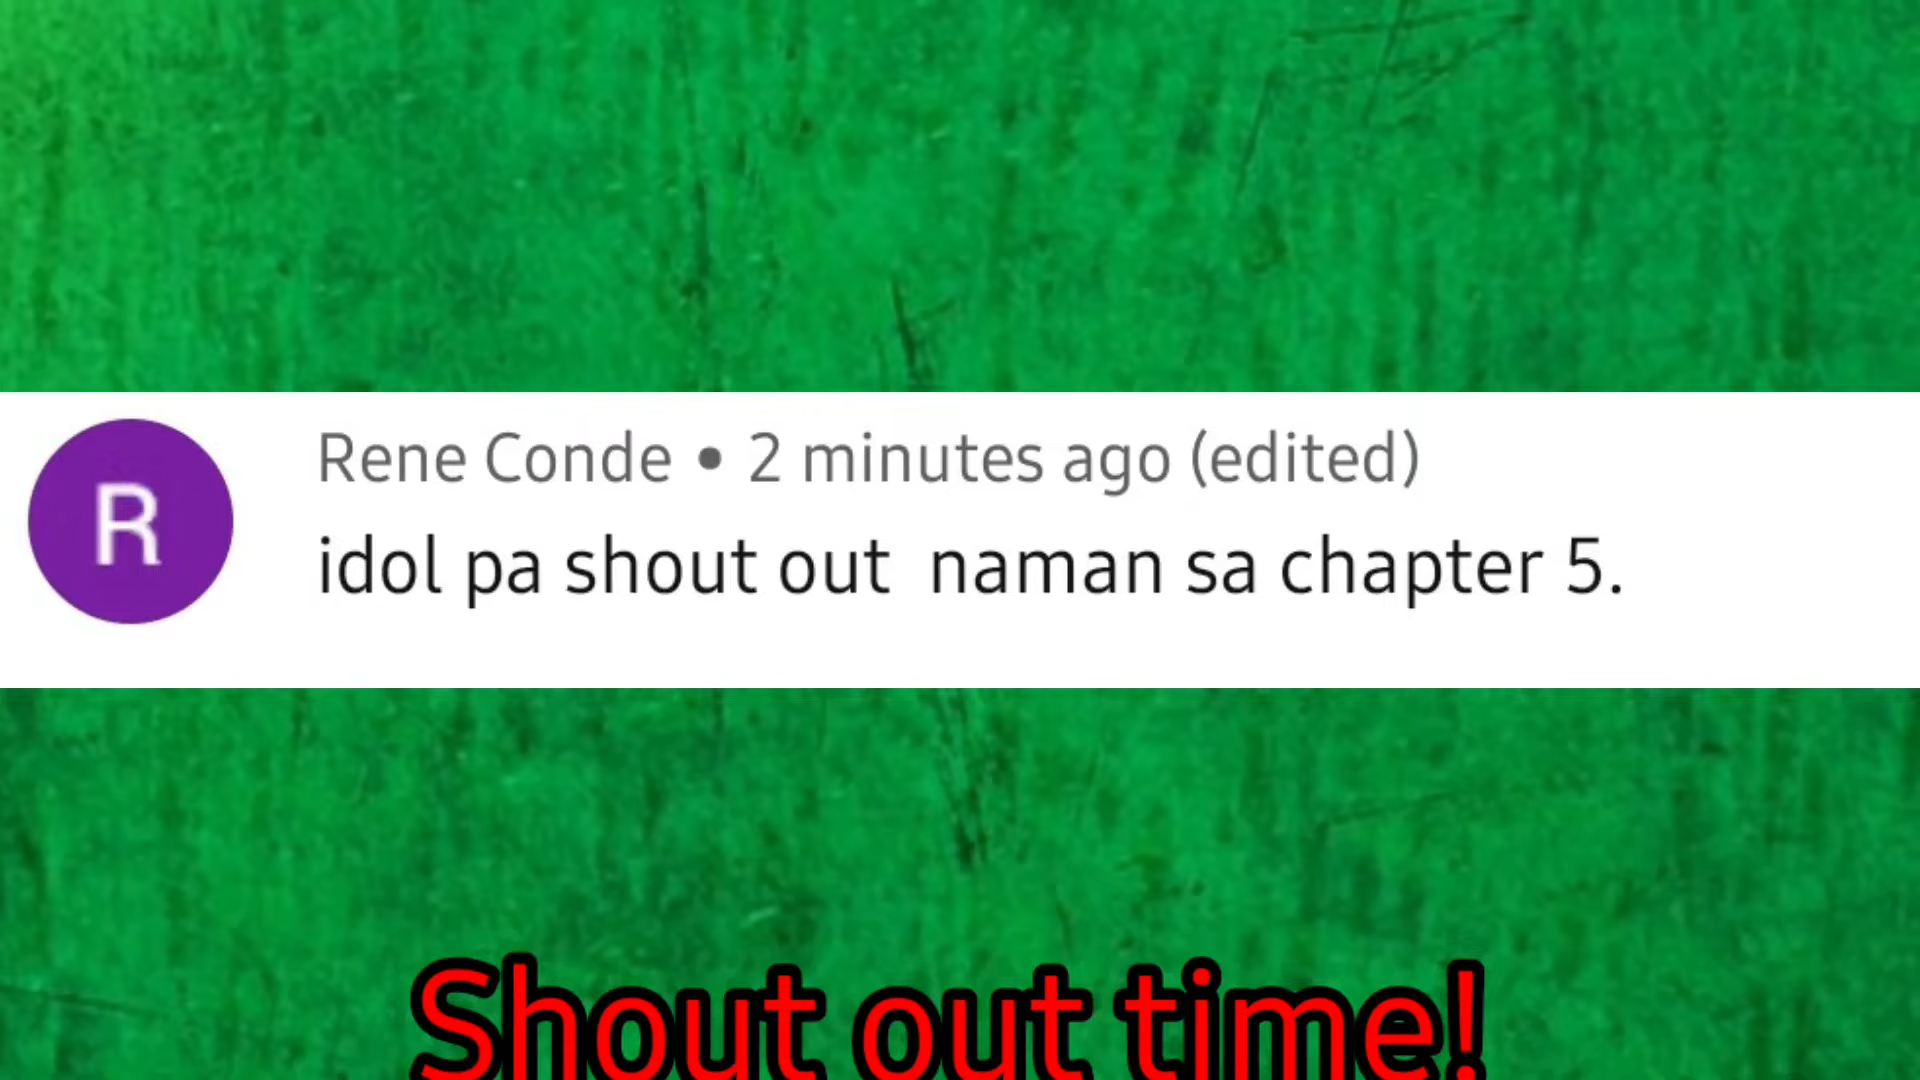 R
Rene Conde • 2 minutes ago (edited)
idol pa shout out  naman sa chapter 5.
Shout out time!